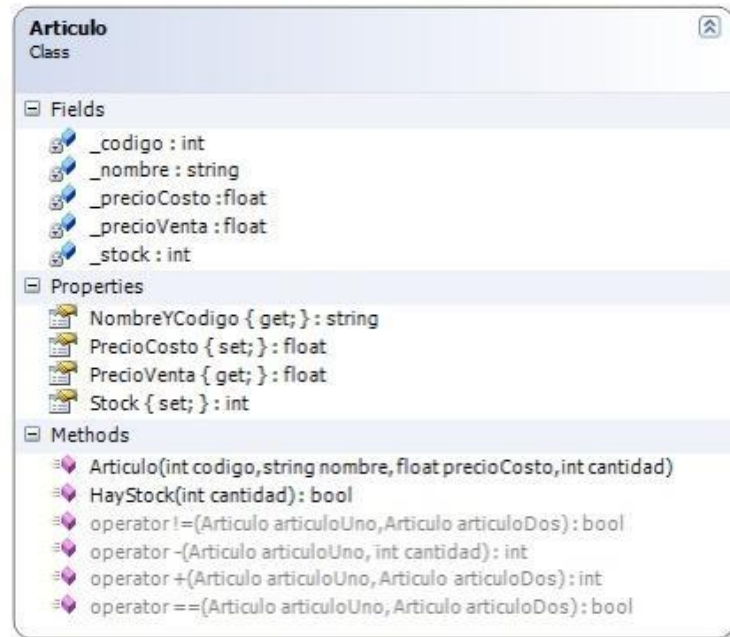 Articulo
Class
Fields
_codigo : int
_nombre : string
_precioCosto :float
_precioVenta : float
_stock : int
Properties
NombreYCodigo { get; } : string
PrecioCosto { set; } : float
PrecioVenta { get; } : float
Stock { set; } : int
Methods
Articulo(int codigo,string nombre,float precioCosto,int cantidad)
HayStock(int cantidad) : bool
operator !=(Articulo articuloUno,Articulo articuloDos) : bool
operator -(Articulo articuloUno, int cantidad) : int
operator +(Articulo articuloUno, Articulo articuloDos) : int
operator ==(Articulo articuloUno, Articulo articuloDos) : bool